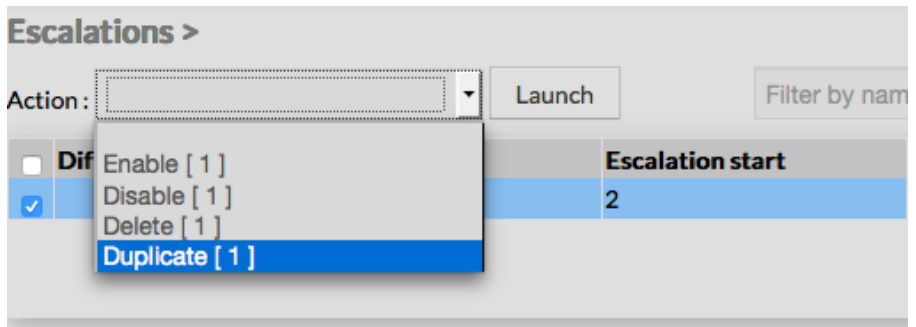 Escalations >
Action : Launch Filter by nam
Dif Escalation start
Enable [ 1 ]
Disable [ 1 ] 2
Delete [ 1 ]
Duplicate [ 1 ]